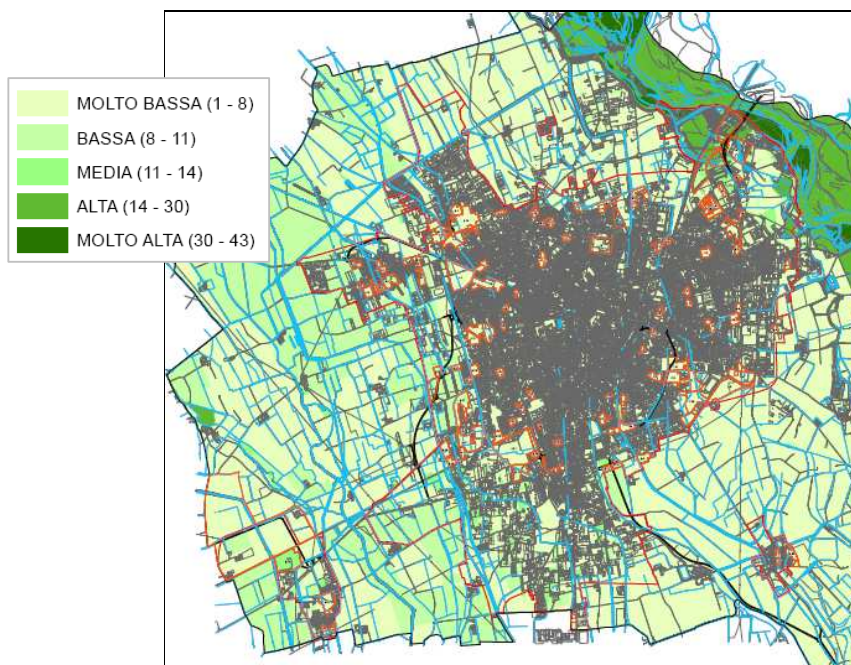 MOLTO BASSA (1 - 8)
BASSA (8 - 11)
MEDIA (11 - 14)
ALTA (14 - 30)
MOLTO ALTA (30 - 43)